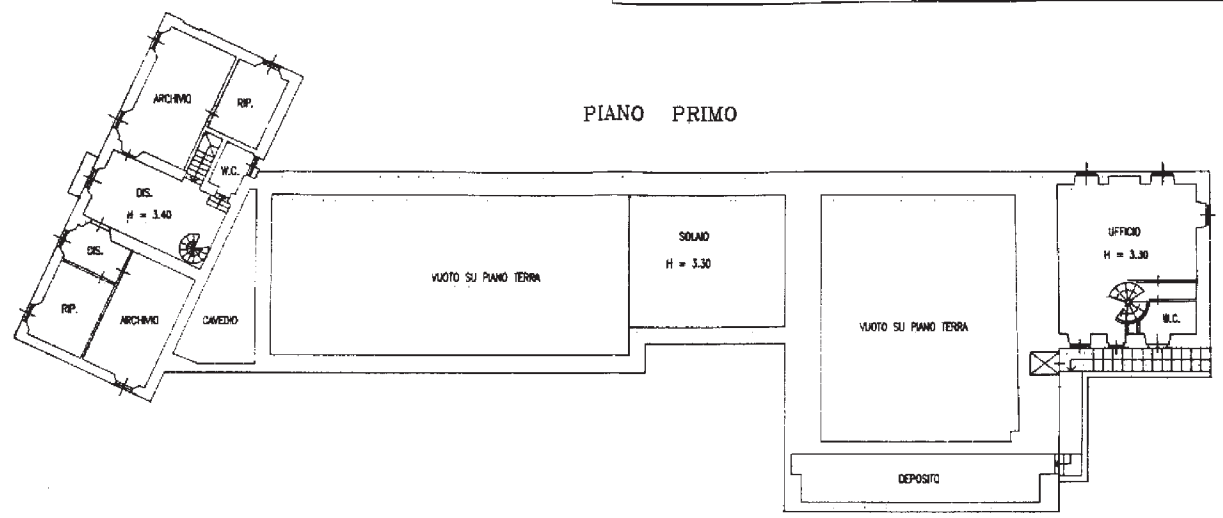 PIANO PRIMO
ARCHIVIO
RIP.
W.C.
DIS.
H = 3.40
DIS.
RIP.
ARCHIVIO
CAVEDIO
VUOTO SU PIANO TERRA
SOLAIO
H = 3.30
VUOTO SU PIANO TERRA
UFFICIO
H = 3.30
W.C.
DEPOSITO